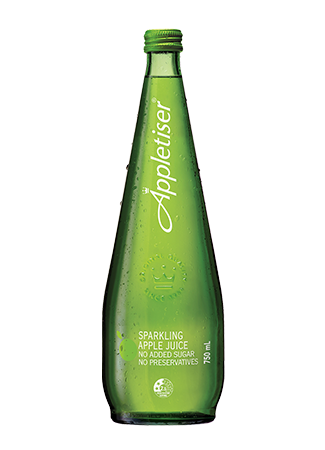 Appletiser®
SPARKLING
APPLE JUICE
NO ADDED SUGAR
NO PRESERVATIVES
750 mL